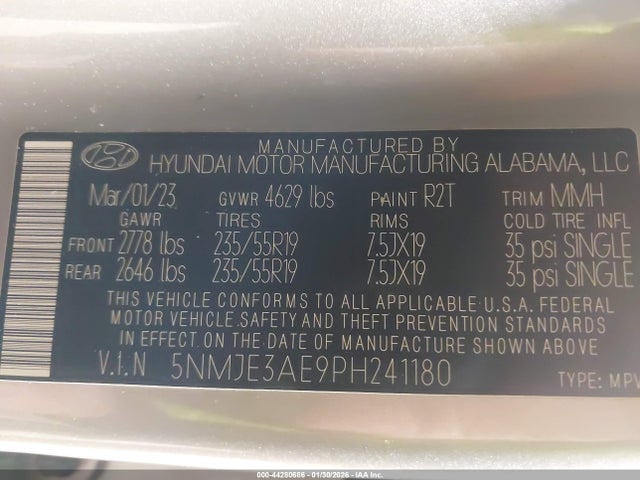 MANUFACTURED BY
HYUNDAI MOTOR MANUFACTURING ALABAMA, LLC
Mar/01/23 GVWR 4629 lbs PAINT R2T TRIM MMH
GAWR TIRES RIMS COLD TIRE INFL
FRONT 2778 lbs 235/55R19 7.5JX19 35 psi SINGLE
REAR 2646 lbs 235/55R19 7.5JX19 35 psi SINGLE
THIS VEHICLE CONFORMS TO ALL APPLICABLE U.S.A. FEDERAL
MOTOR VEHICLE SAFETY AND THEFT PREVENTION STANDARDS
IN EFFECT ON THE DATE OF MANUFACTURE SHOWN ABOVE.
V.I.N 5NMJE3AE9PH241180
TYPE: MPV
000-44280686 - 01/30/2026 - IAA Inc.